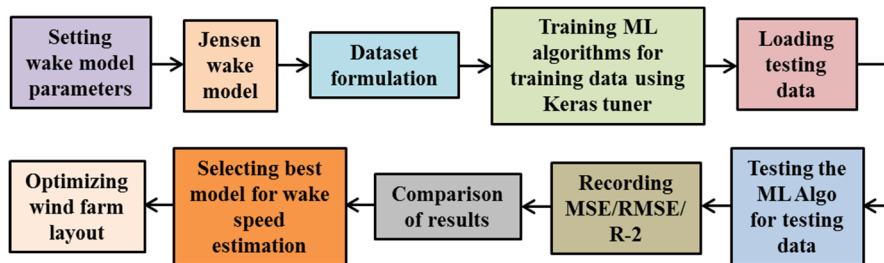 Setting
wake model
parameters
Jensen
wake
model
Dataset
formulation
Training ML
algorithms for
training data using
Keras tuner
Loading
testing
data
Testing the
ML Algo
for testing
data
Recording
MSE/RMSE/
R-2
Comparison
of results
Selecting best
model for wake
speed
estimation
Optimizing
wind farm
layout